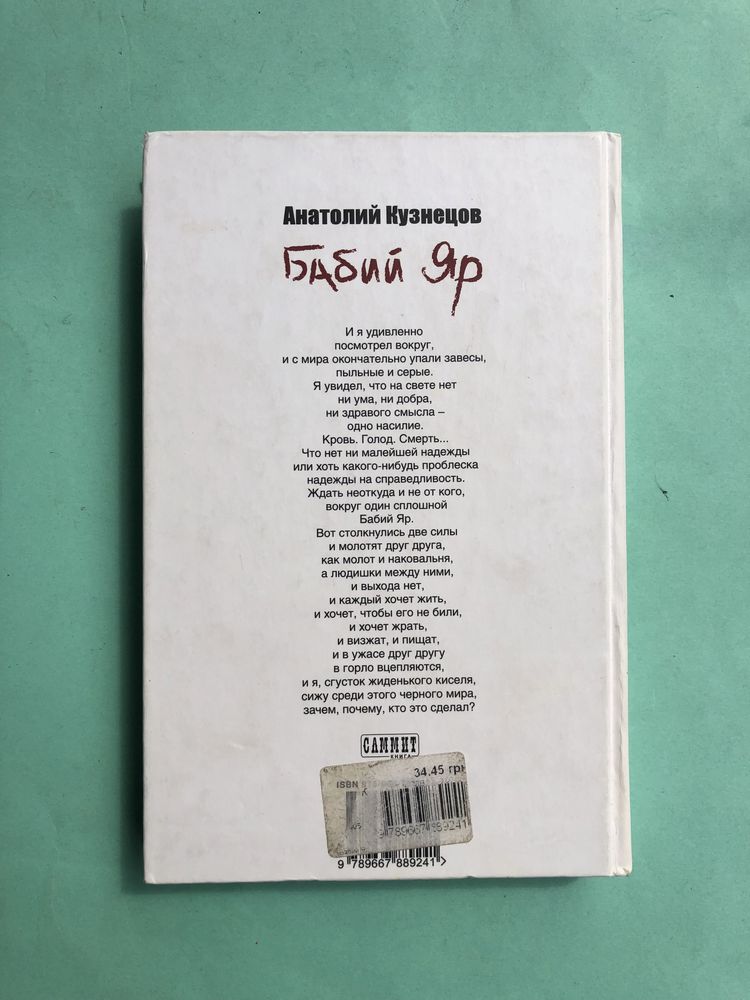 Анатолий Кузнецов
Бабий Яр
И я удивленно
посмотрел вокруг,
и с мира окончательно упали завесы,
пыльные и серые.
Я увидел, что на свете нет
ни ума, ни добра,
ни здравого смысла –
одно насилие.
Кровь. Голод. Смерть...
Что нет ни малейшей надежды
или хоть какого-нибудь проблеска
надежды на справедливость.
Ждать неоткуда и не от кого,
вокруг один сплошной
Бабий Яр.
Вот столкнулись две силы
и молотят друг друга,
как молот и наковальня,
а людишки между ними,
и выхода нет,
и каждый хочет жить,
и хочет, чтобы его не били,
и хочет жрать,
и визжат, и пищат,
и в ужасе друг другу
в горло вцепляются,
и я, сгусток жиденького киселя,
сижу среди этого черного мира,
зачем, почему, кто это сделал?
САММИТ
КНИГА
34.45 грн
ISBN
9 789667 889241 >